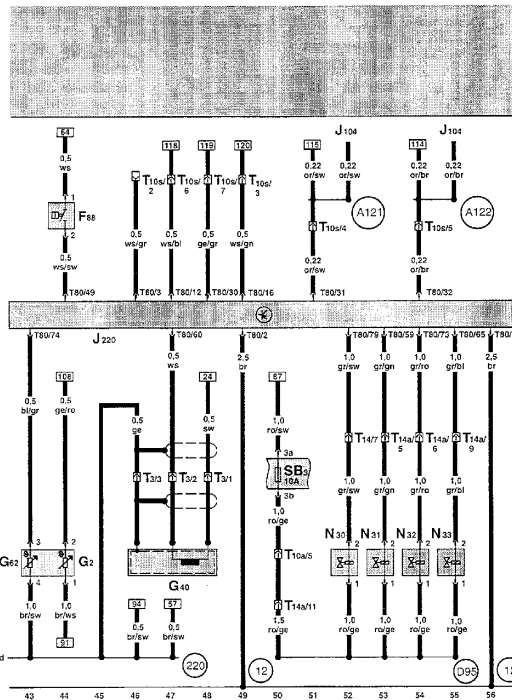 64
J104
J104
118 119 120
115
114
0,5
ws
0,22
or/sw
0,22
or/sw
0,22
or/br
0,22
or/br
1
T10s/
2
T10s/
6
T10s/
7
T10s/
3
F88
A121
A122
2
T10s/4
T10s/5
0,5
ws/sw
0,5
ws/gr
0,5
ws/bl
0,5
ge/gr
0,5
ws/gn
0,22
or/sw
0,22
or/br
T80/49
T80/3
T80/12
T80/30
T80/16
T80/31
T80/32
T80/74
J220
T80/60
T80/2
T80/79
T80/59
T80/73
T80/65
T80/
0,5
ws
2,5
br
1,0
gr/sw
1,0
gr/gn
1,0
gr/ro
1,0
gr/bl
2,5
br
108
24
67
0,5
bl/gr
0,5
ge/ro
0,5
ge
0,5
sw
1,0
ro/sw
T14/7
T14a/
5
T14a/
6
T14a/
9
3a
SB3
10A
3b
T3/3
T3/2
T3/1
1,0
gr/sw
1,0
gr/gn
1,0
gr/ro
1,0
gr/bl
1,0
ro/ge
N30
N31
N32
N33
3
2
2
2
2
2
G62
G2
T10a/5
4
1
G40
1
1
1
1
1,0
br/sw
1,0
br/ws
94
57
T14a/11
0,5
br/sw
0,5
br/sw
1,5
ro/ge
1,0
ro/ge
1,0
ro/ge
1,0
ro/ge
1,0
ro/ge
91
d
220
12
D95
12
43 44 45 46 47 48 49 50 51 52 53 54 55 56